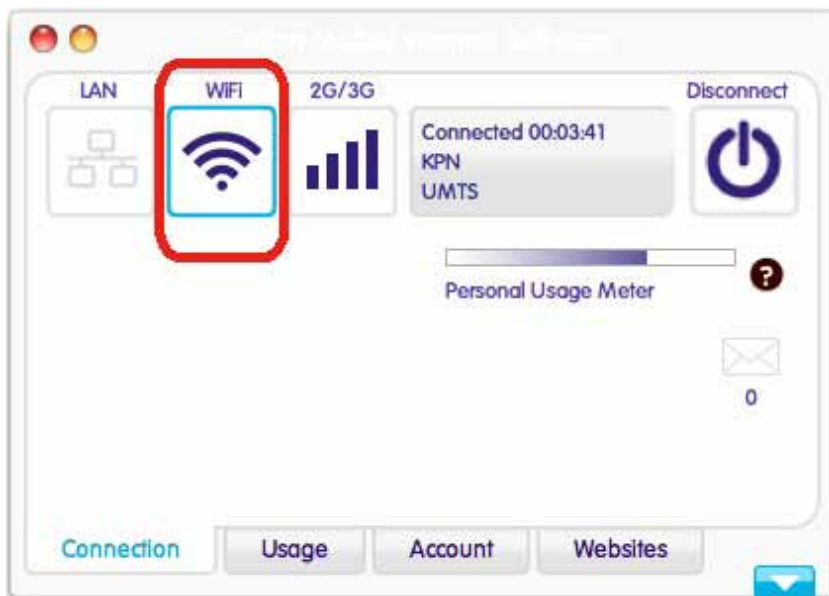 LAN WiFi 2G/3G Disconnect
Connected 00:03:41
KPN
UMTS
?
Personal Usage Meter
0
Connection Usage Account Websites